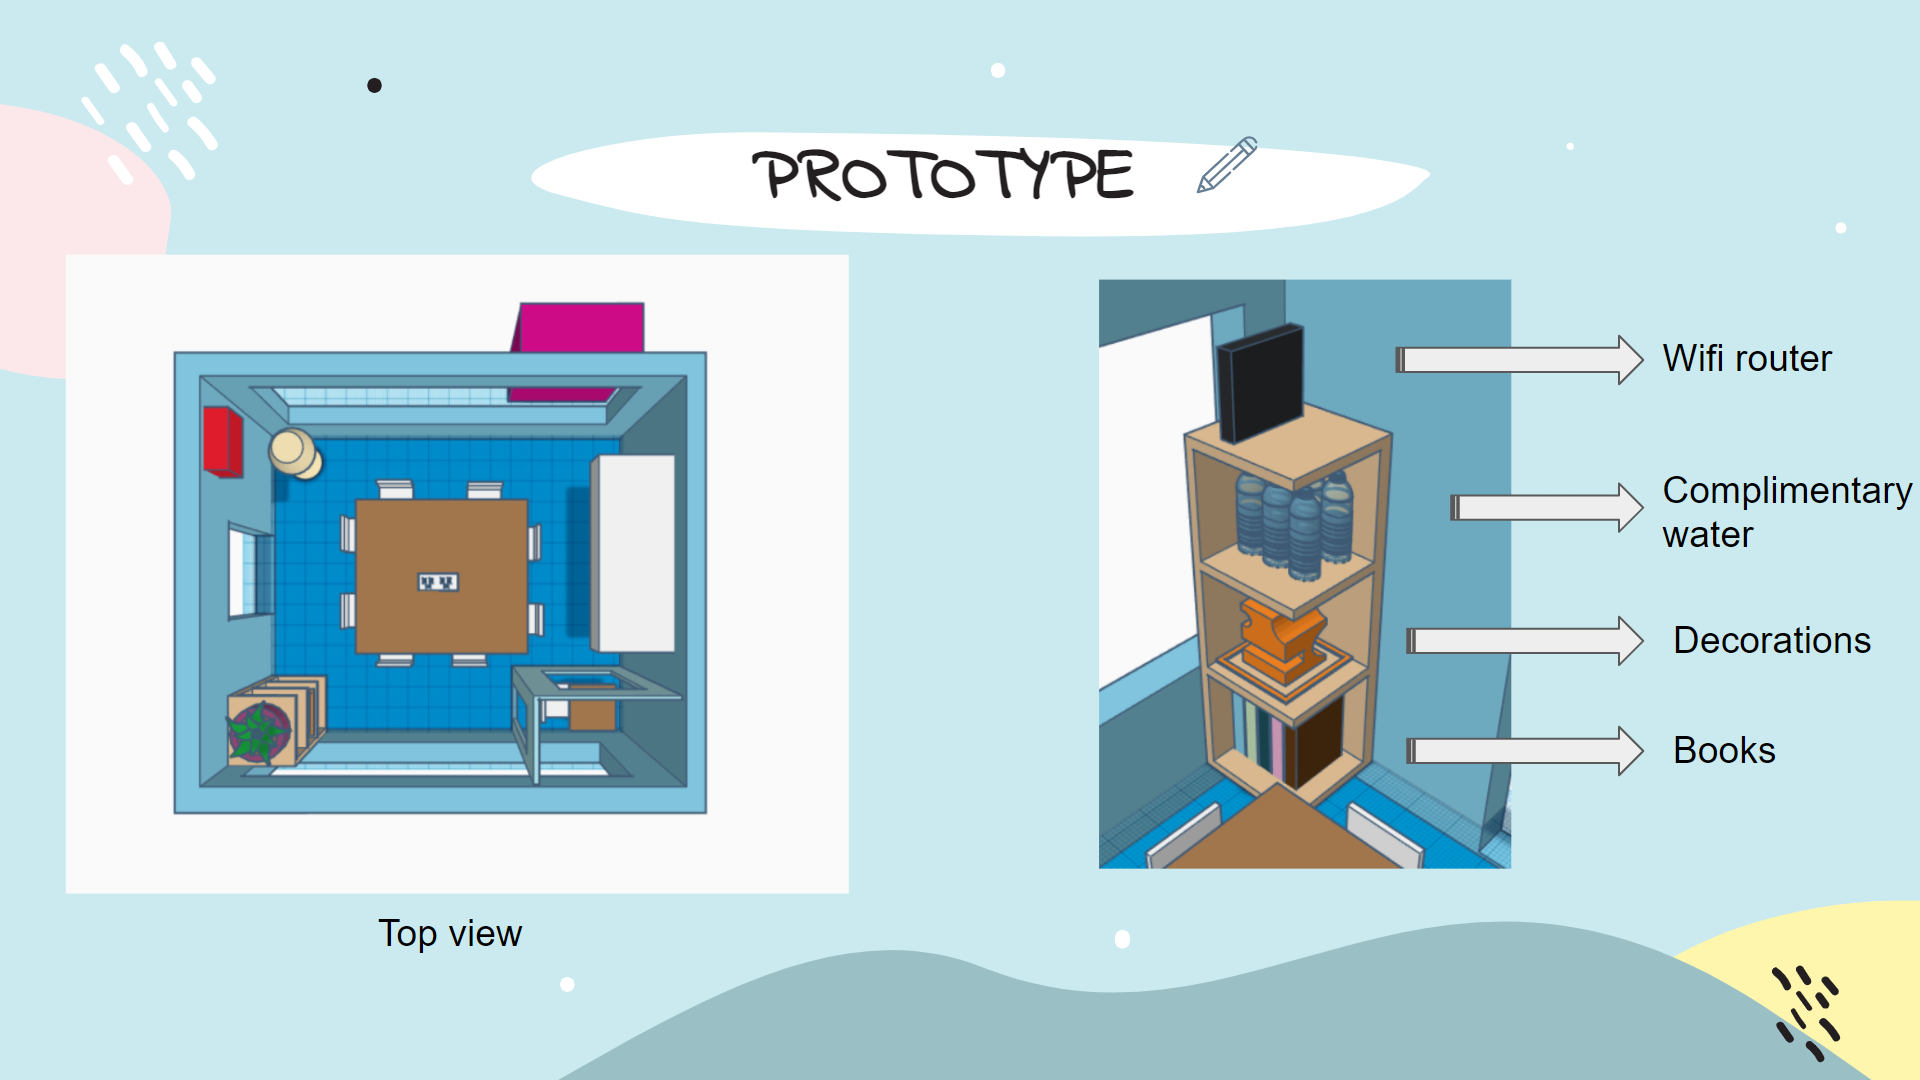 PROTOTYPE
Wifi router
Complimentary
water
Decorations
Books
Top view